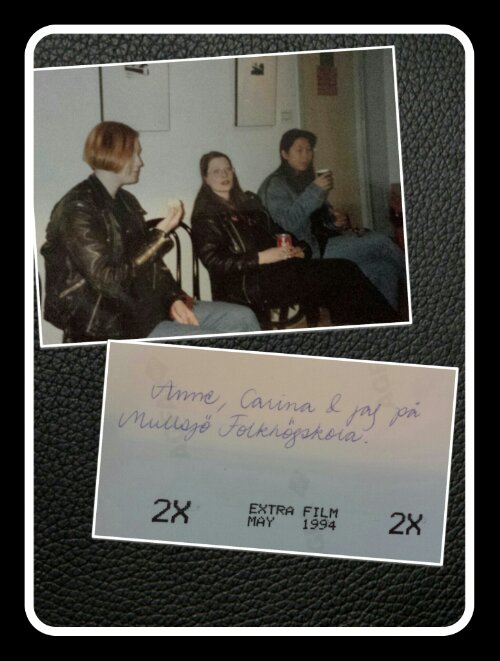 Anne, Carina & jag på
Mullsjö Folkhögskola.
2X
EXTRA FILM
MAY 1994
2X